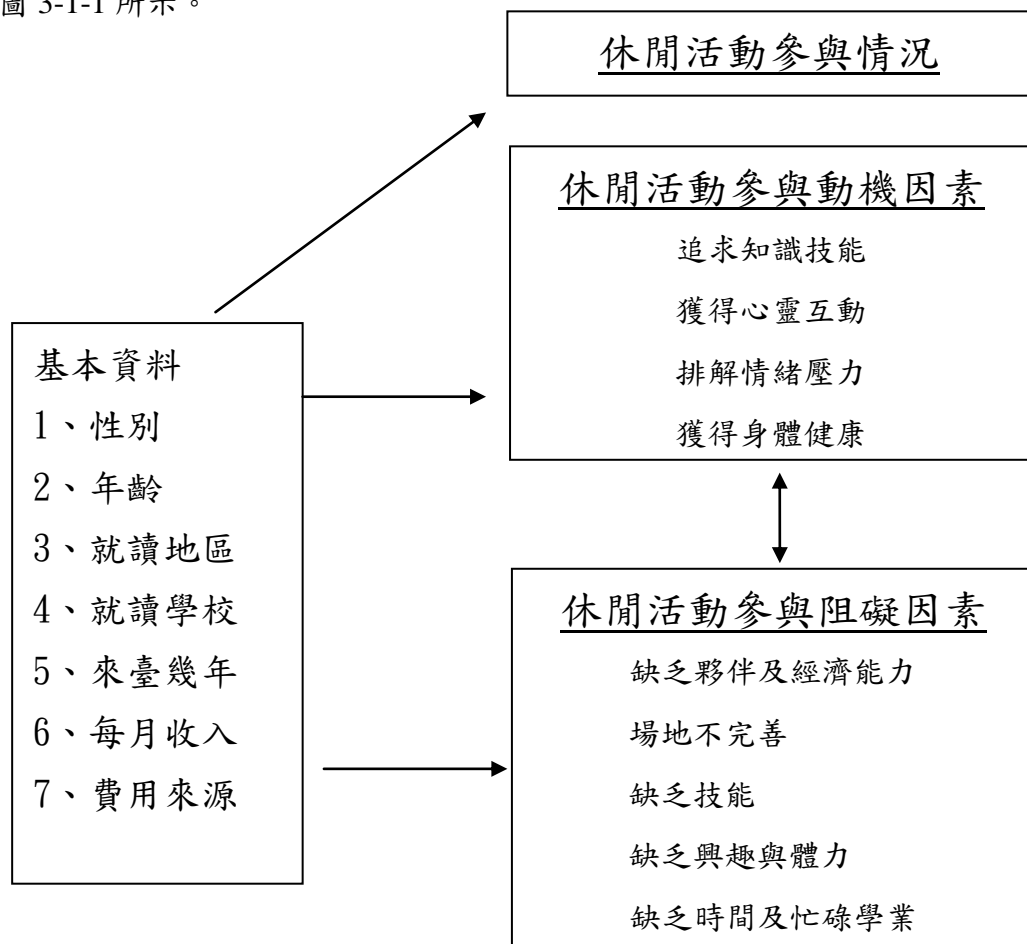 圖 3-1-1 所示。
休閒活動參與情況
休閒活動參與動機因素
追求知識技能
獲得心靈互動
排解情緒壓力
獲得身體健康
基本資料
1、性別
2、年齡
3、就讀地區
4、就讀學校
5、來臺幾年
6、每月收入
7、費用來源
休閒活動參與阻礙因素
缺乏夥伴及經濟能力
場地不完善
缺乏技能
缺乏興趣與體力
缺乏時間及忙碌學業